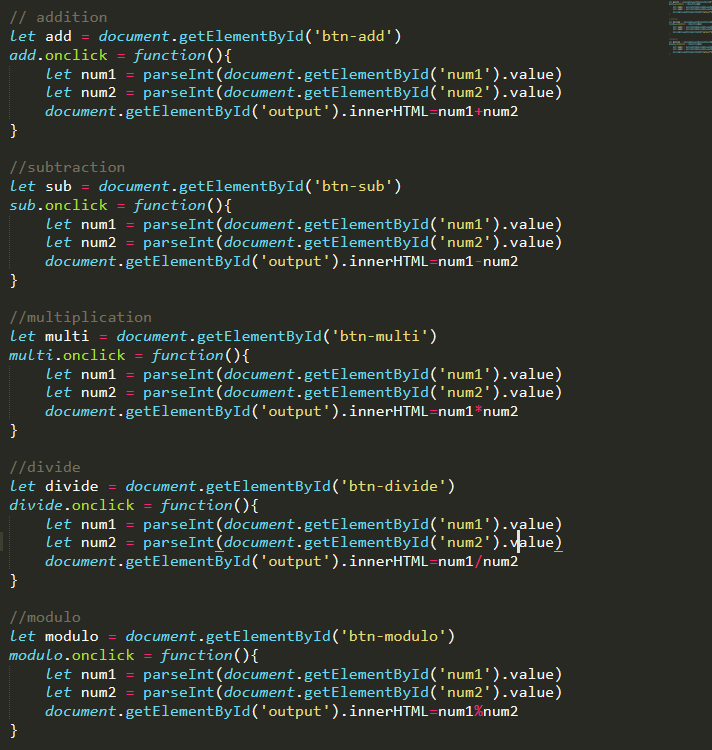 // addition
let add = document.getElementById('btn-add')
add.onclick = function(){
    let num1 = parseInt(document.getElementById('num1').value)
    let num2 = parseInt(document.getElementById('num2').value)
    document.getElementById('output').innerHTML=num1+num2
}

//subtraction
let sub = document.getElementById('btn-sub')
sub.onclick = function(){
    let num1 = parseInt(document.getElementById('num1').value)
    let num2 = parseInt(document.getElementById('num2').value)
    document.getElementById('output').innerHTML=num1-num2
}

//multiplication
let multi = document.getElementById('btn-multi')
multi.onclick = function(){
    let num1 = parseInt(document.getElementById('num1').value)
    let num2 = parseInt(document.getElementById('num2').value)
    document.getElementById('output').innerHTML=num1*num2
}

//divide
let divide = document.getElementById('btn-divide')
divide.onclick = function(){
    let num1 = parseInt(document.getElementById('num1').value)
    let num2 = parseInt(document.getElementById('num2').value)
    document.getElementById('output').innerHTML=num1/num2
}

//modulo
let modulo = document.getElementById('btn-modulo')
modulo.onclick = function(){
    let num1 = parseInt(document.getElementById('num1').value)
    let num2 = parseInt(document.getElementById('num2').value)
    document.getElementById('output').innerHTML=num1%num2
}